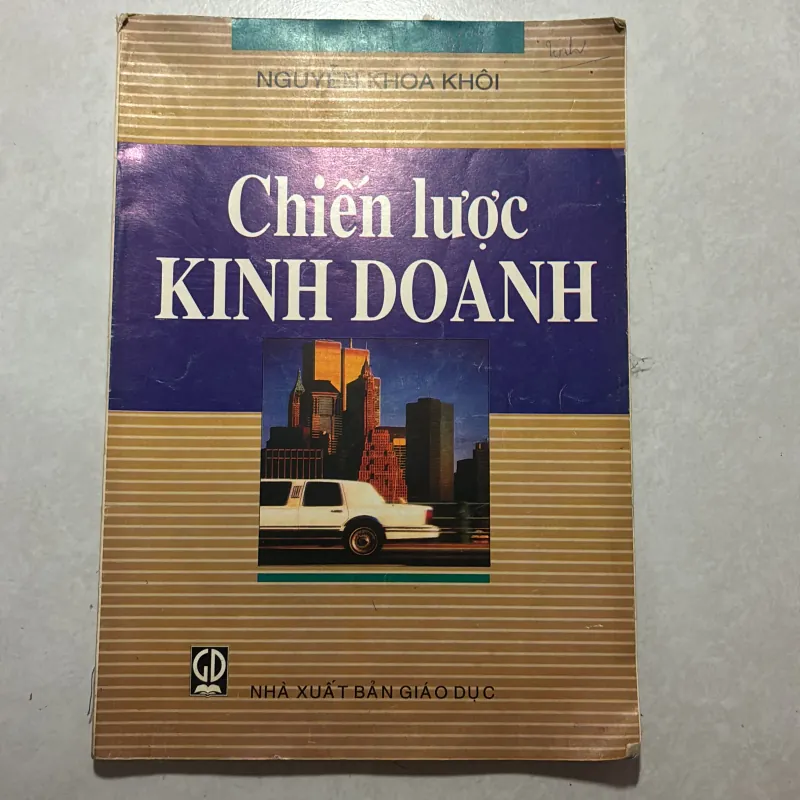 NGUYỄN KHOA KHÔI
Chiến lược
KINH DOANH
GD
NHÀ XUẤT BẢN GIÁO DỤC